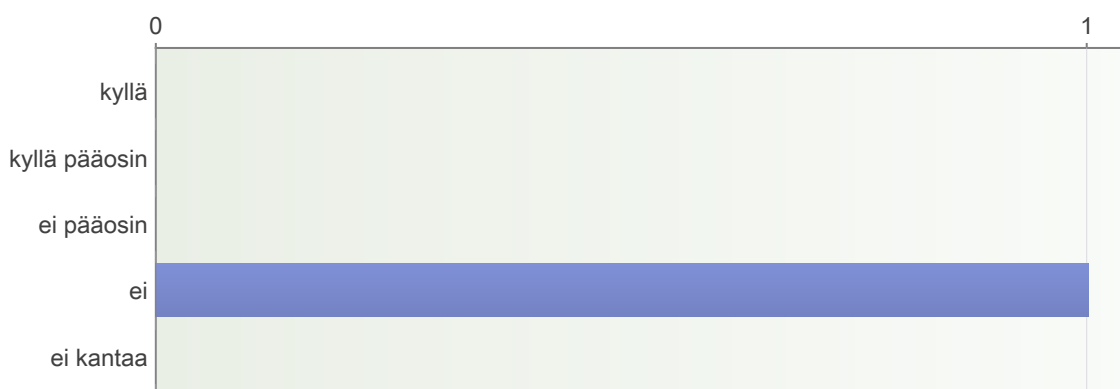 0 1
kyllä
kyllä pääosin
ei pääosin
ei
ei kantaa